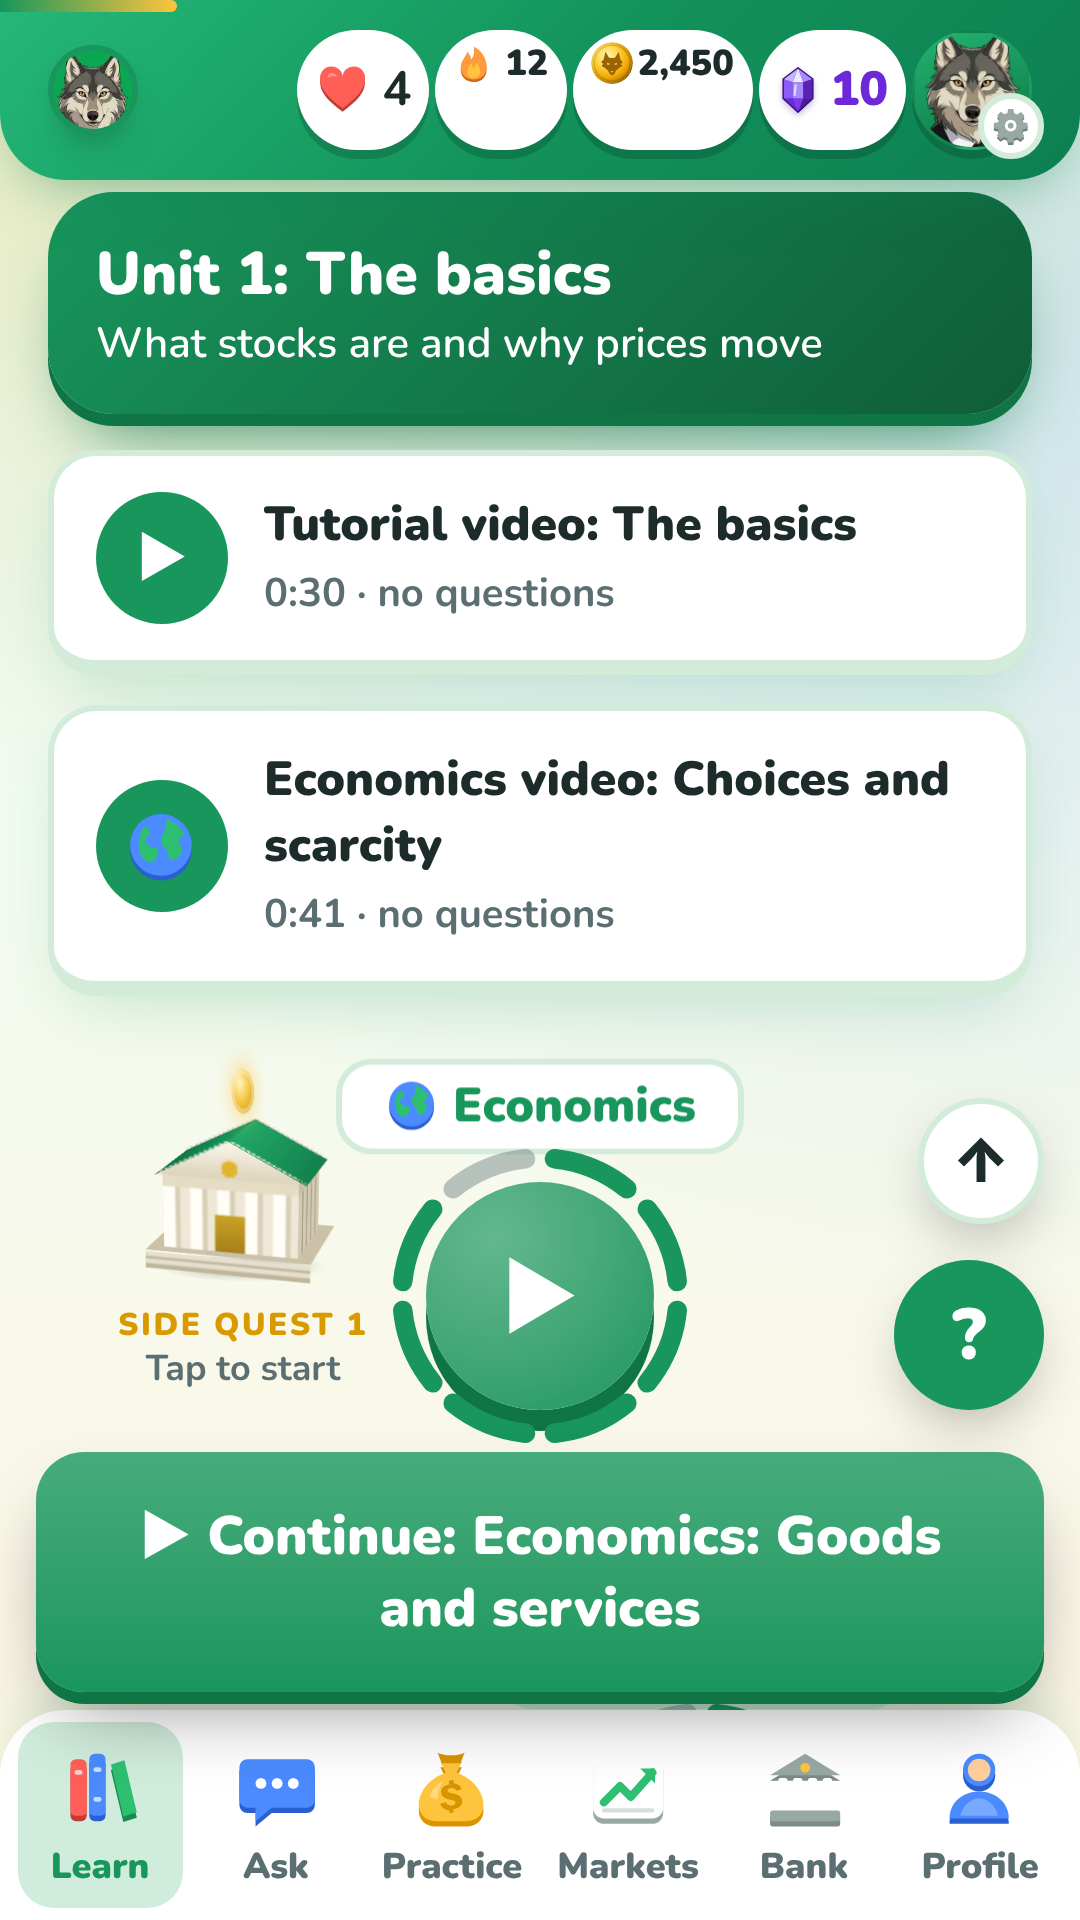 4
12
2,450
10
Unit 1: The basics
What stocks are and why prices move
Tutorial video: The basics
0:30 · no questions
Economics video: Choices and
scarcity
0:41 · no questions
Economics
SIDE QUEST 1
Tap to start
?
Continue: Economics: Goods
and services
$
Learn
Ask
Practice
Markets
Bank
Profile